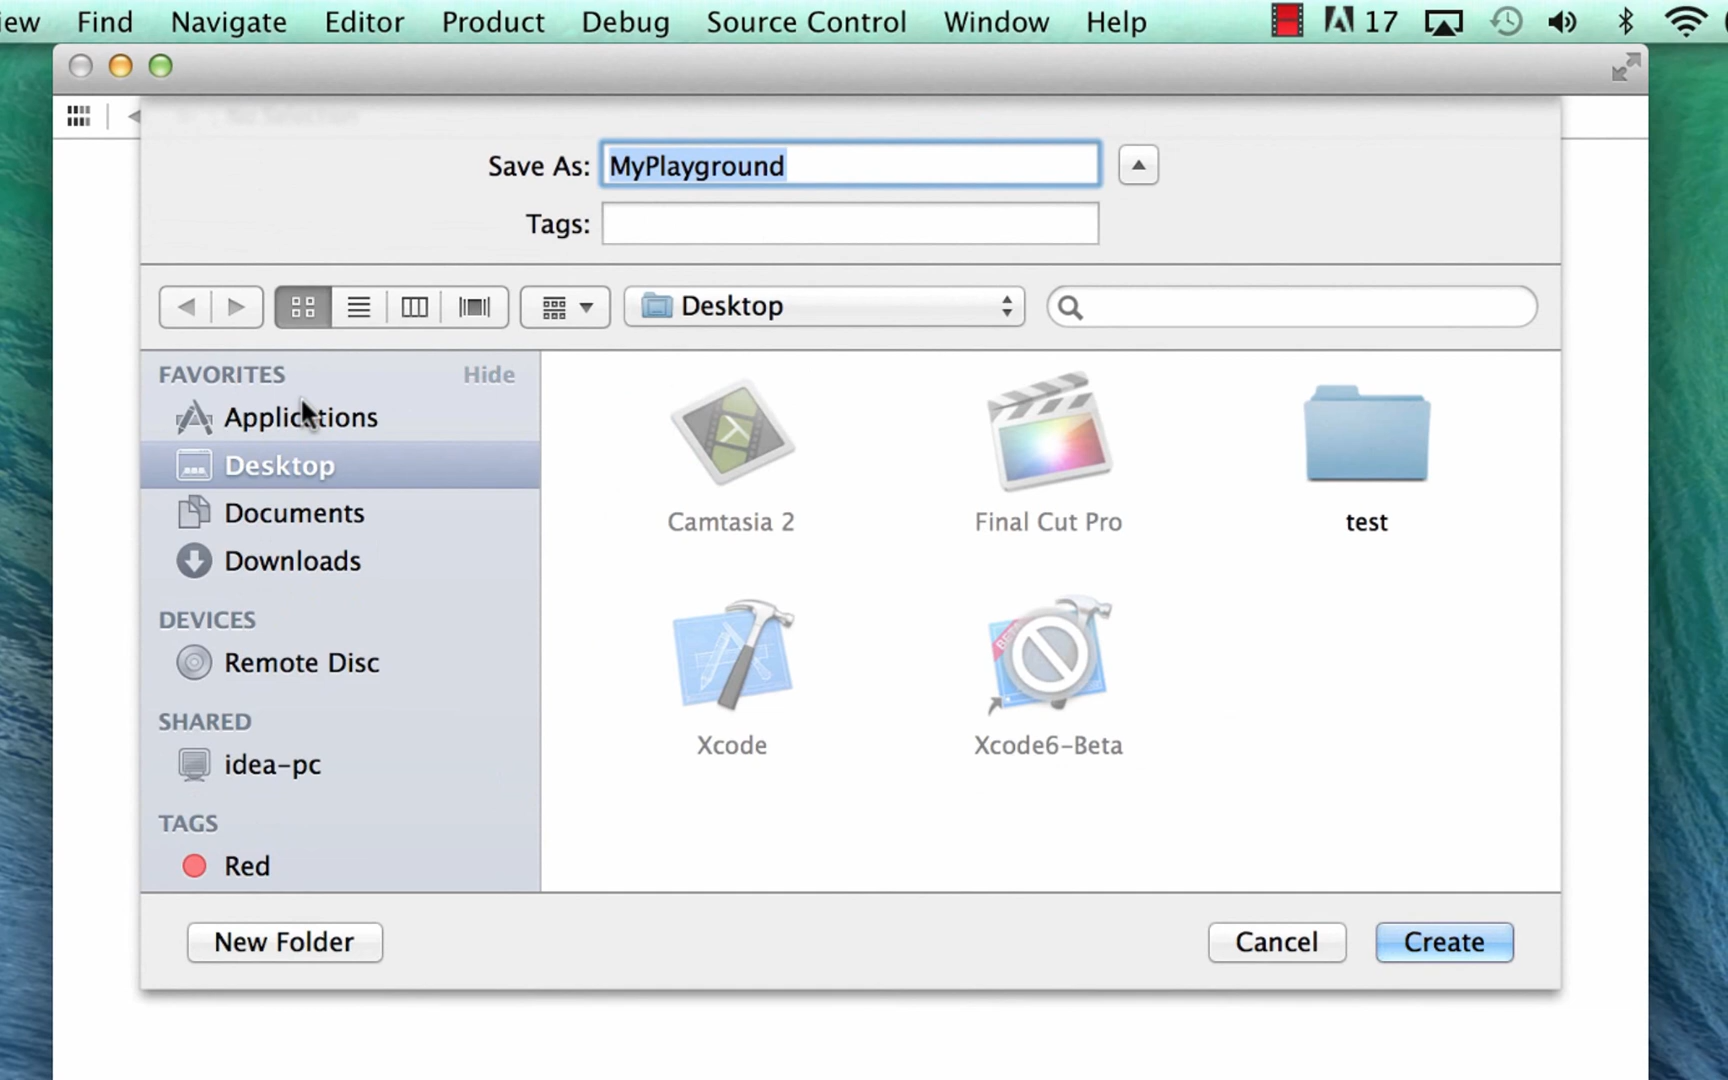 Find Navigate Editor Product Debug Source Control Window Help 17
Save As: MyPlayground
Tags:
Desktop
FAVORITES Hide
Applications
Desktop
Documents
Downloads
DEVICES
Remote Disc
SHARED
idea-pc
TAGS
Red
Camtasia 2
Final Cut Pro
test
Xcode
BETA
Xcode6-Beta
New Folder
Cancel
Create